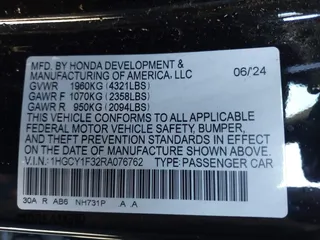 MFD. BY HONDA DEVELOPMENT &
MANUFACTURING OF AMERICA, LLC 06/24
GVWR 1960KG (4321LBS)
GAWR F 1070KG (2358LBS)
GAWR R 950KG (2094LBS)
THIS VEHICLE CONFORMS TO ALL APPLICABLE
FEDERAL MOTOR VEHICLE SAFETY, BUMPER,
AND THEFT PREVENTION STANDARDS IN EFFECT
ON THE DATE OF MANUFACTURE SHOWN ABOVE.
V.I.N.: 1HGCY1F32RA076762 TYPE: PASSENGER CAR
30A R AB6 NH731P A A